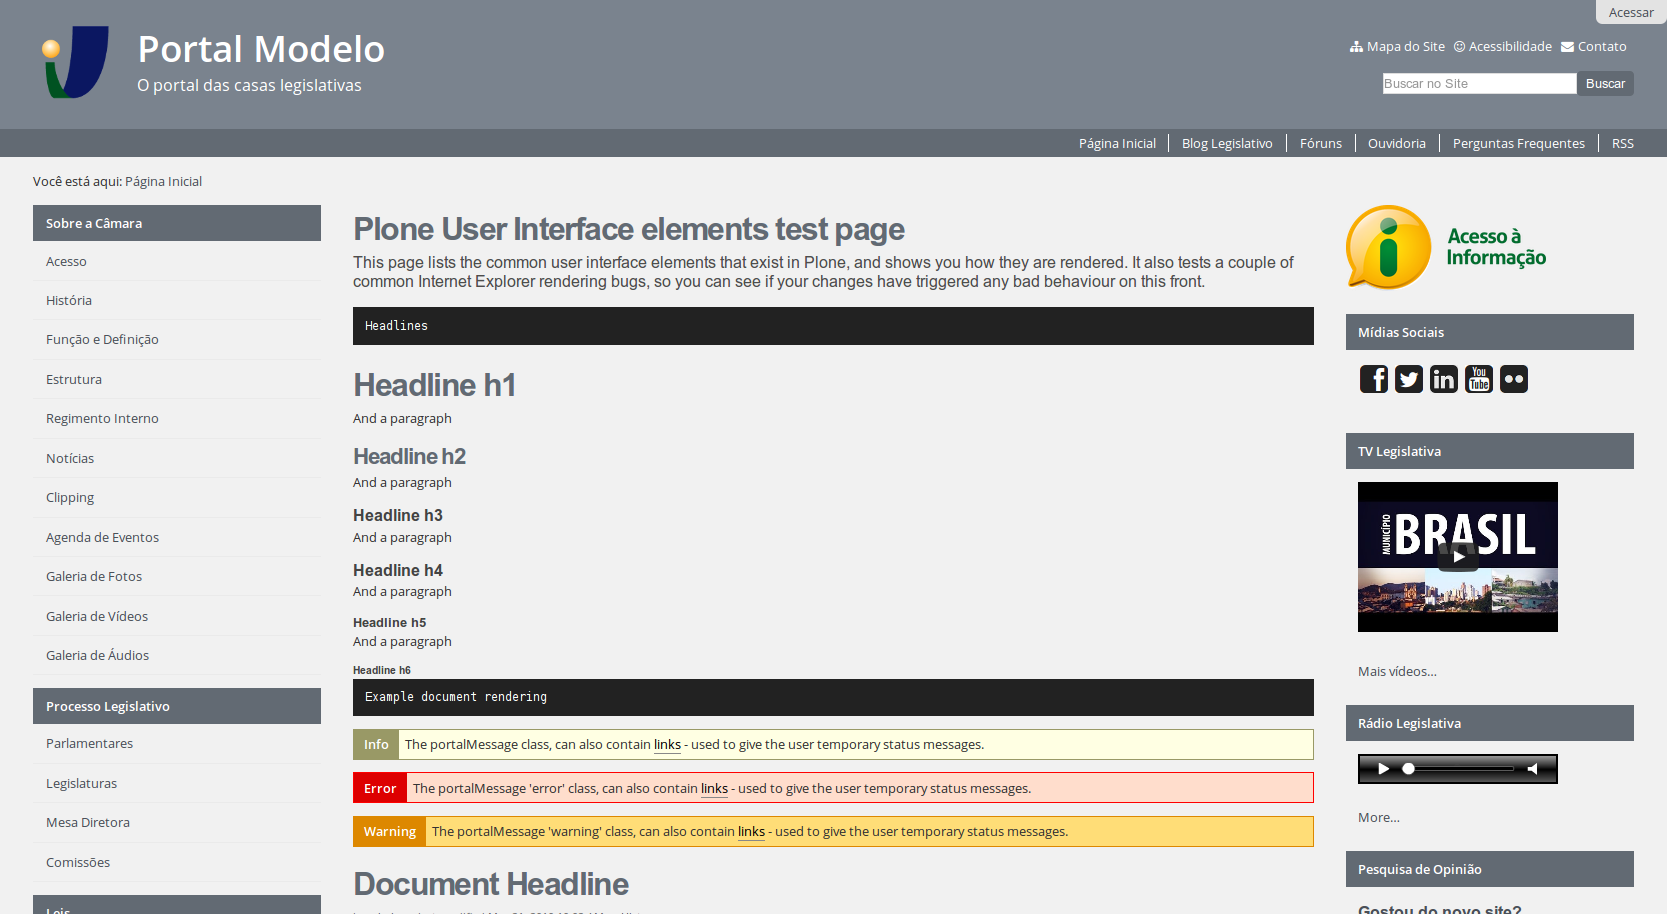 Acessar
Portal Modelo
O portal das casas legislativas
Mapa do Site Acessibilidade Contato
Buscar no Site Buscar
Página Inicial Blog Legislativo Fóruns Ouvidoria Perguntas Frequentes RSS
Você está aqui: Página Inicial
Sobre a Câmara
Acesso
História
Função e Definição
Estrutura
Regimento Interno
Notícias
Clipping
Agenda de Eventos
Galeria de Fotos
Galeria de Vídeos
Galeria de Áudios
Processo Legislativo
Parlamentares
Legislaturas
Mesa Diretora
Comissões
Leis
Plone User Interface elements test page
This page lists the common user interface elements that exist in Plone, and shows you how they are rendered. It also tests a couple of
common Internet Explorer rendering bugs, so you can see if your changes have triggered any bad behaviour on this front.
Headlines
Headline h1
And a paragraph
Headline h2
And a paragraph
Headline h3
And a paragraph
Headline h4
And a paragraph
Headline h5
And a paragraph
Headline h6
Example document rendering
Info The portalMessage class, can also contain links - used to give the user temporary status messages.
Error The portalMessage 'error' class, can also contain links - used to give the user temporary status messages.
Warning The portalMessage 'warning' class, can also contain links - used to give the user temporary status messages.
Document Headline
Acesso à
Informação
Mídias Sociais
You
Tube
TV Legislativa
MUNICÍPIO
BRASIL
Mais vídeos...
Rádio Legislativa
More...
Pesquisa de Opinião
Gostou do novo site?